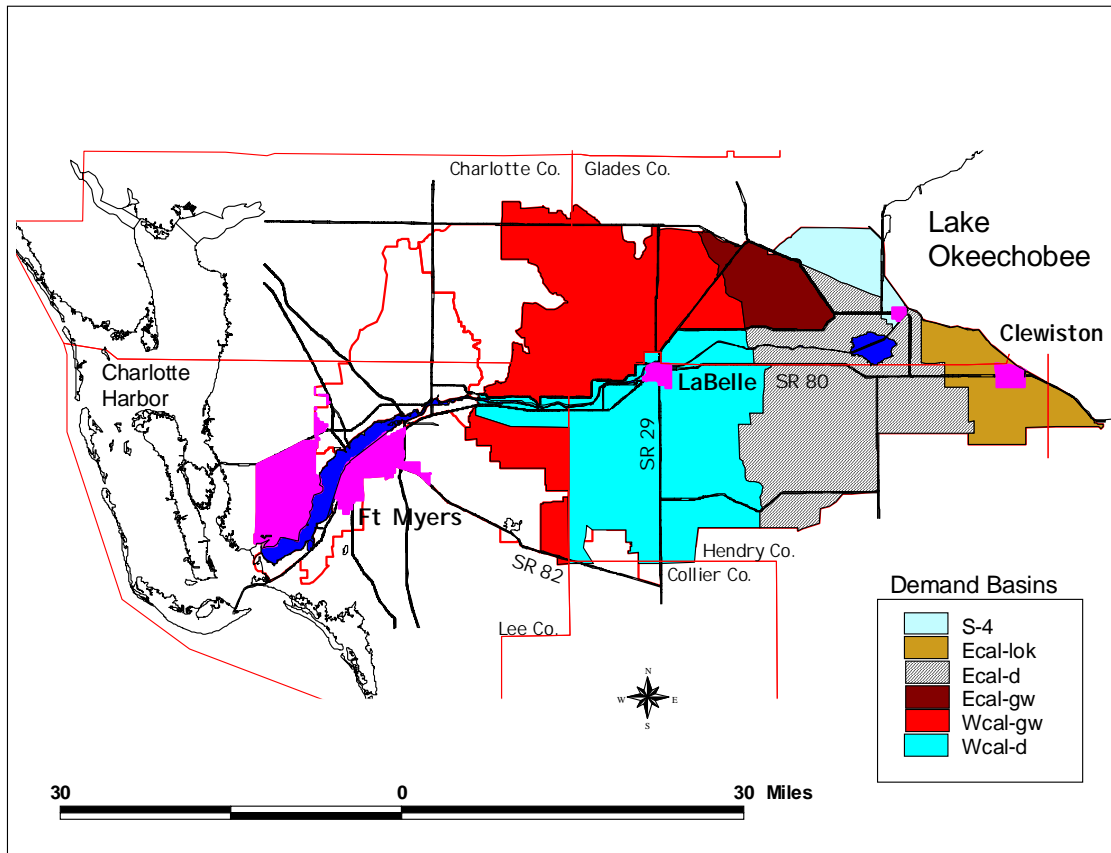 Charlotte Co.
Glades Co.
Lake
Okeechobee
Clewiston
Charlotte
Harbor
LaBelle
SR 80
SR 29
Ft Myers
SR 82
Hendry Co.
Collier Co.
Lee Co.
Demand Basins
S-4
Ecal-lok
Ecal-d
Ecal-gw
Wcal-gw
Wcal-d
N
W
E
S
30
0
30
Miles